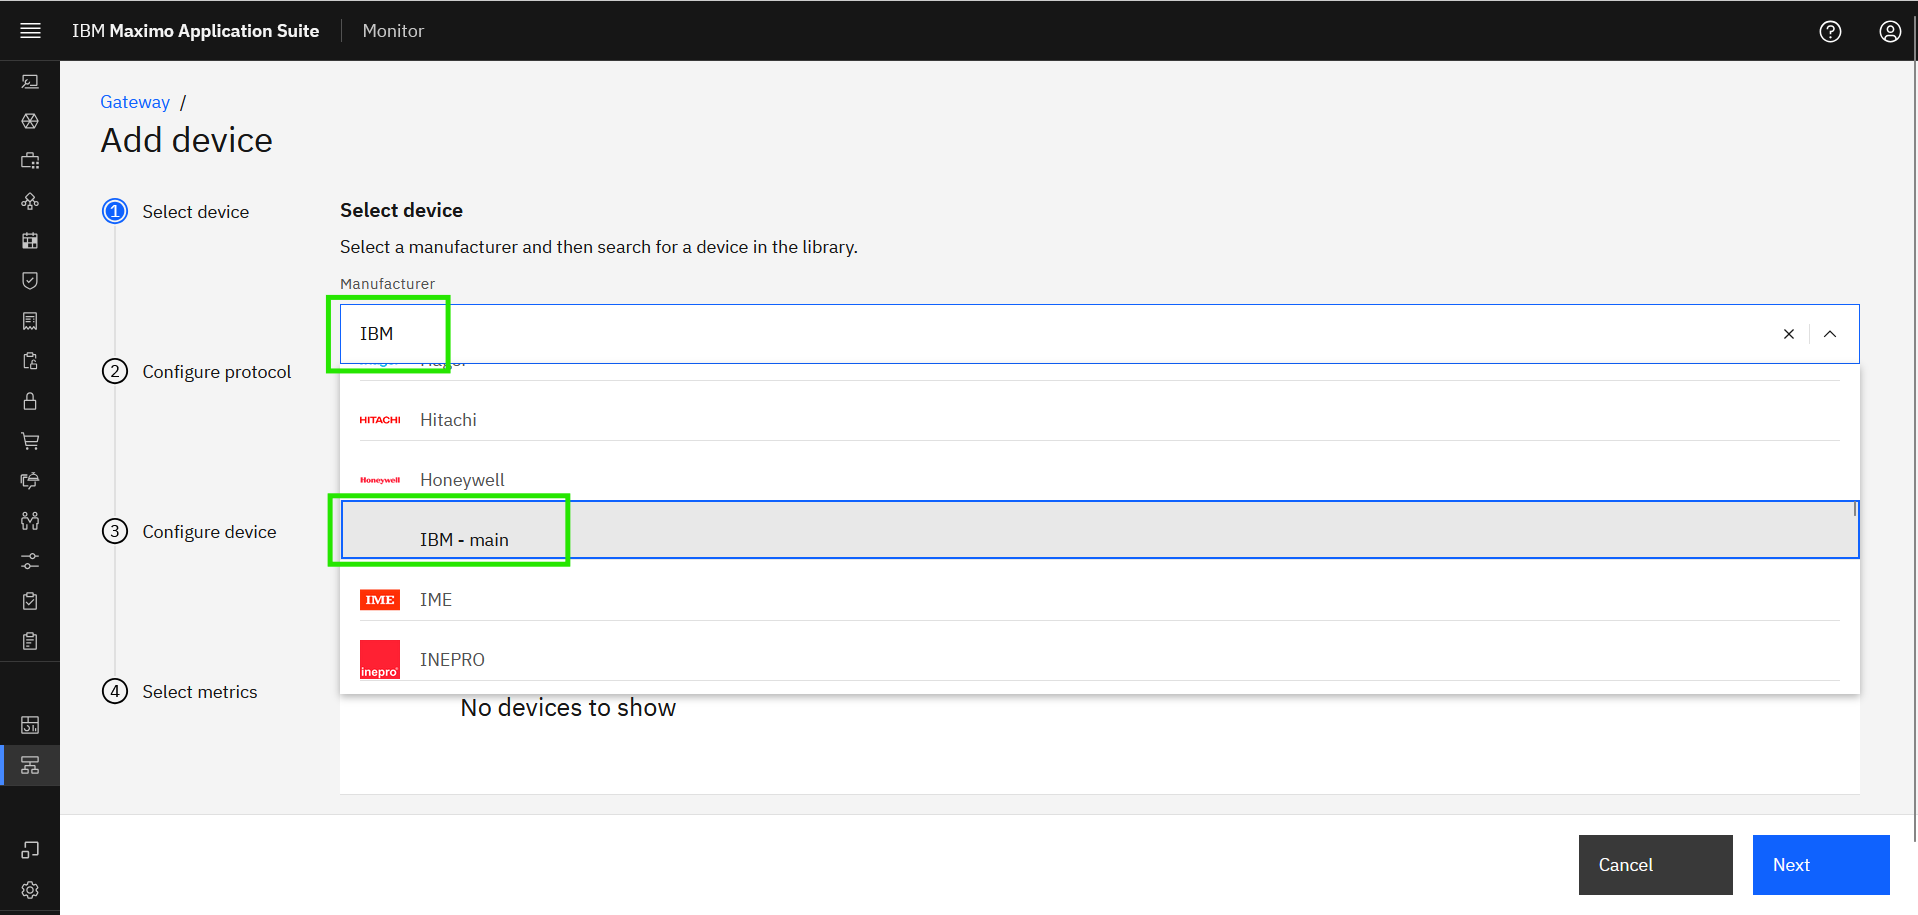 IBM Maximo Application Suite
Monitor
Gateway /
Add device
1 Select device
2 Configure protocol
3 Configure device
4 Select metrics
Select device
Select a manufacturer and then search for a device in the library.
Manufacturer
IBM
HITACHI Hitachi
Honeywell Honeywell
IBM - main
IME IME
inepro INEPRO
No devices to show
Cancel
Next